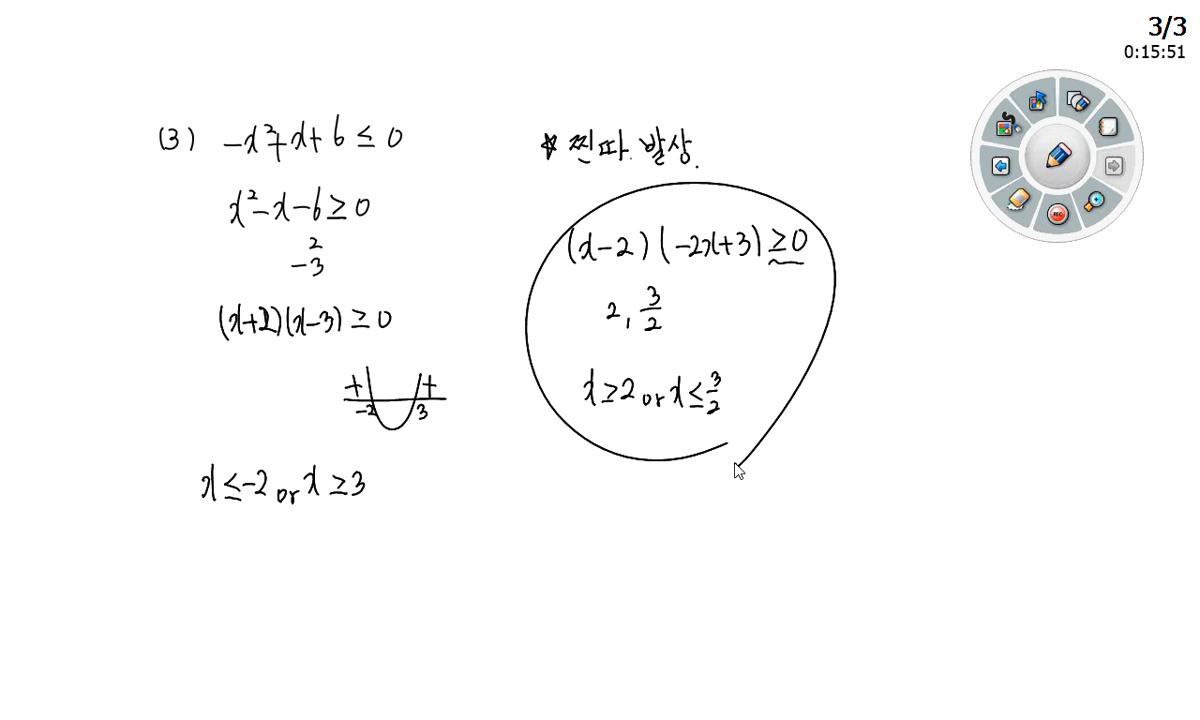 3/3
0:15:51
(3) -x²+x+6≤0
x²-x-6≥0
2
-3
(x+2)(x-3)≥0
+ +
-2 3
x≤-2 or x≥3
☆ 찐따 발상.
(x-2)(-2x+3)≥0
2, 3/2
x≥2 or x≤3/2
REC